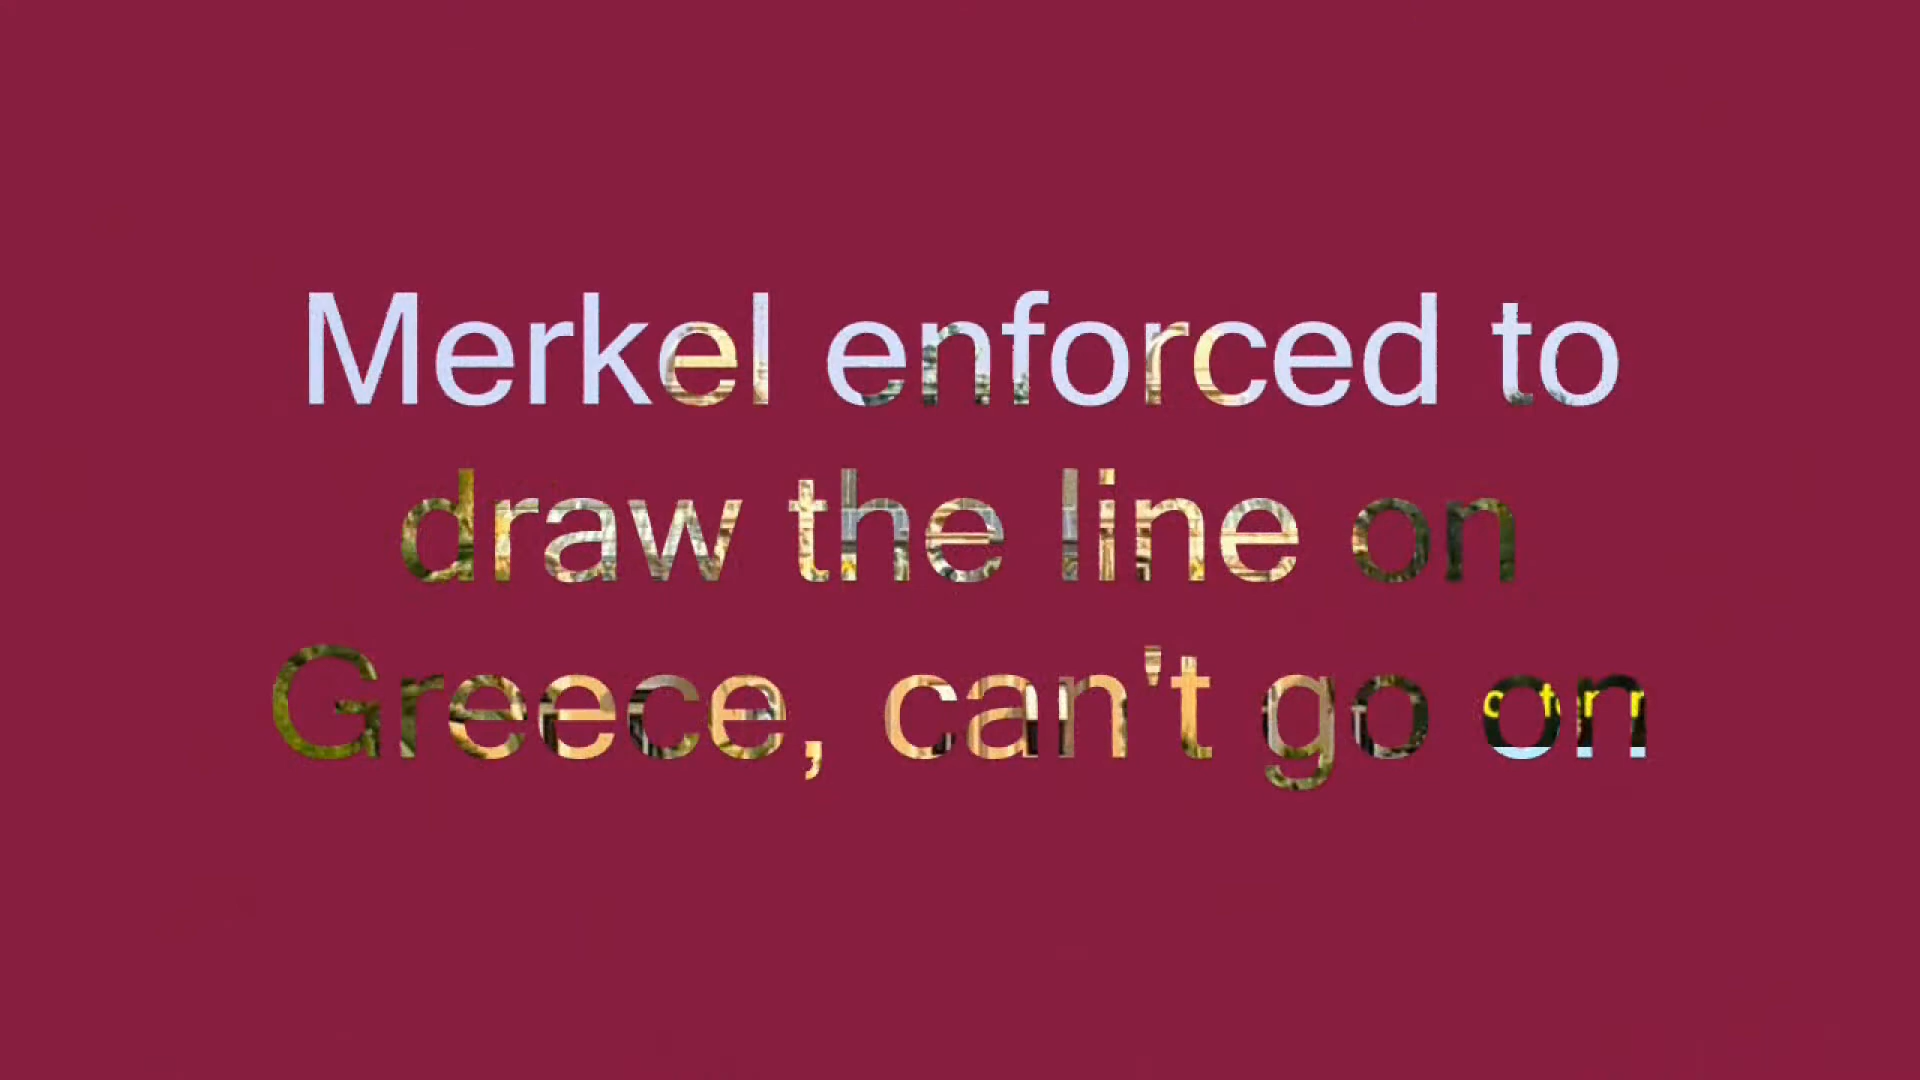 Merkel enforced to
draw the line on
Greece, can't go on